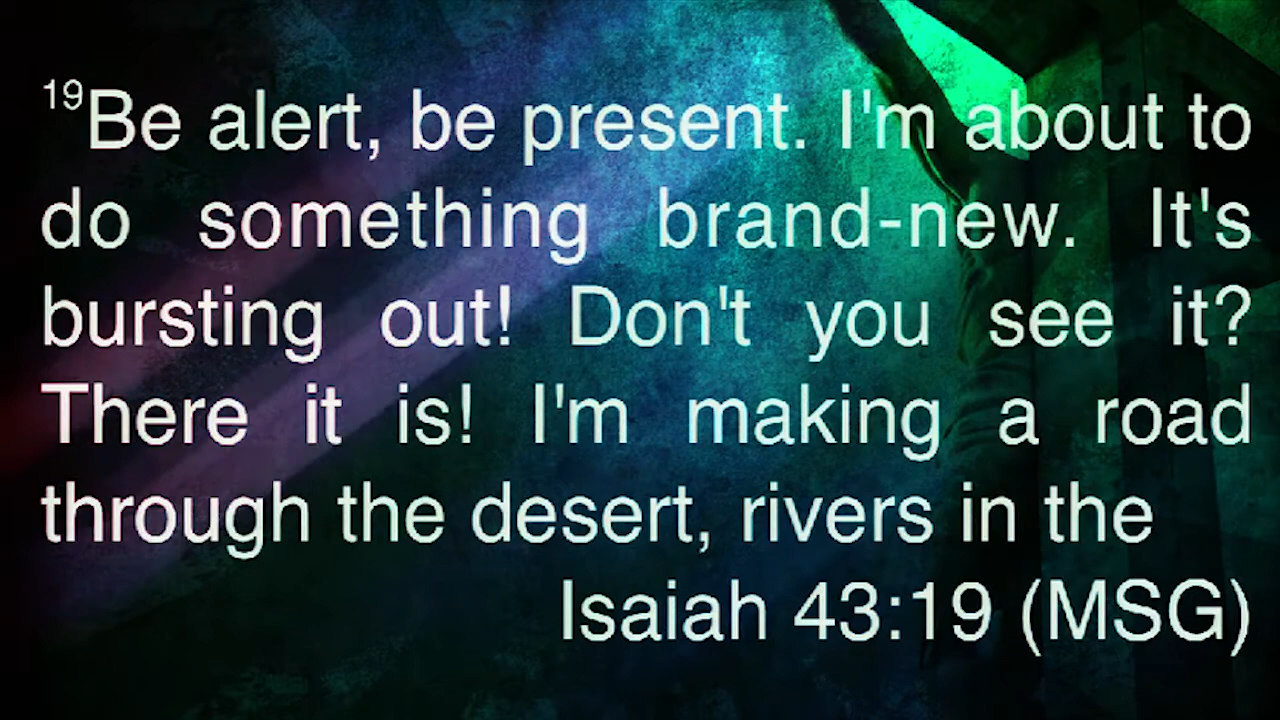 19Be alert, be present. I'm about to
do something brand-new. It's
bursting out! Don't you see it?
There it is! I'm making a road
through the desert, rivers in the
Isaiah 43:19 (MSG)